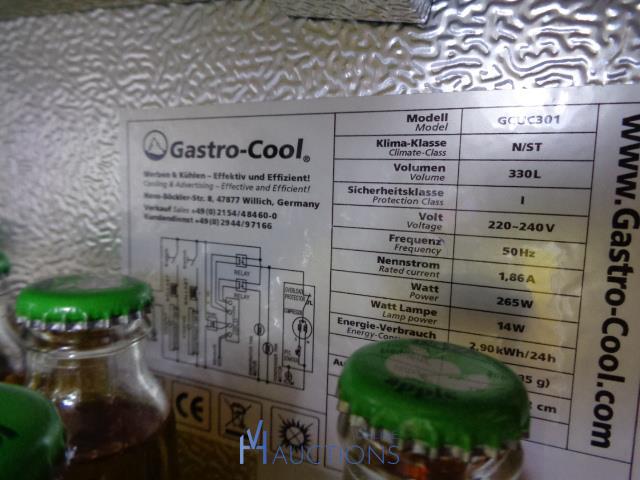 Gastro-Cool®
Werben & Kühlen – Effektiv und Effizient!
Cooling & Advertising – Effective and Efficient!
Hans-Böckler-Str. 8, 47877 Willich, Germany
Verkauf Sales +49(0)2154/48460-0
Kundendienst +49(0)2944/97166
Modell
Model
GCUC301
Klima-Klasse
Climate-Class
N/ST
Volumen
Volume
330L
Sicherheitsklasse
Protection Class
I
Volt
Voltage
220~240V
Frequenz
Frequency
50Hz
Nennstrom
Rated current
1,86A
Watt
Power
265W
Watt Lampe
Lamp power
14W
Energie-Verbrauch
2,90kWh/24h
www.Gastro-Cool.com
RELAY
RELAY
CE
apple
VH AUCTIONS